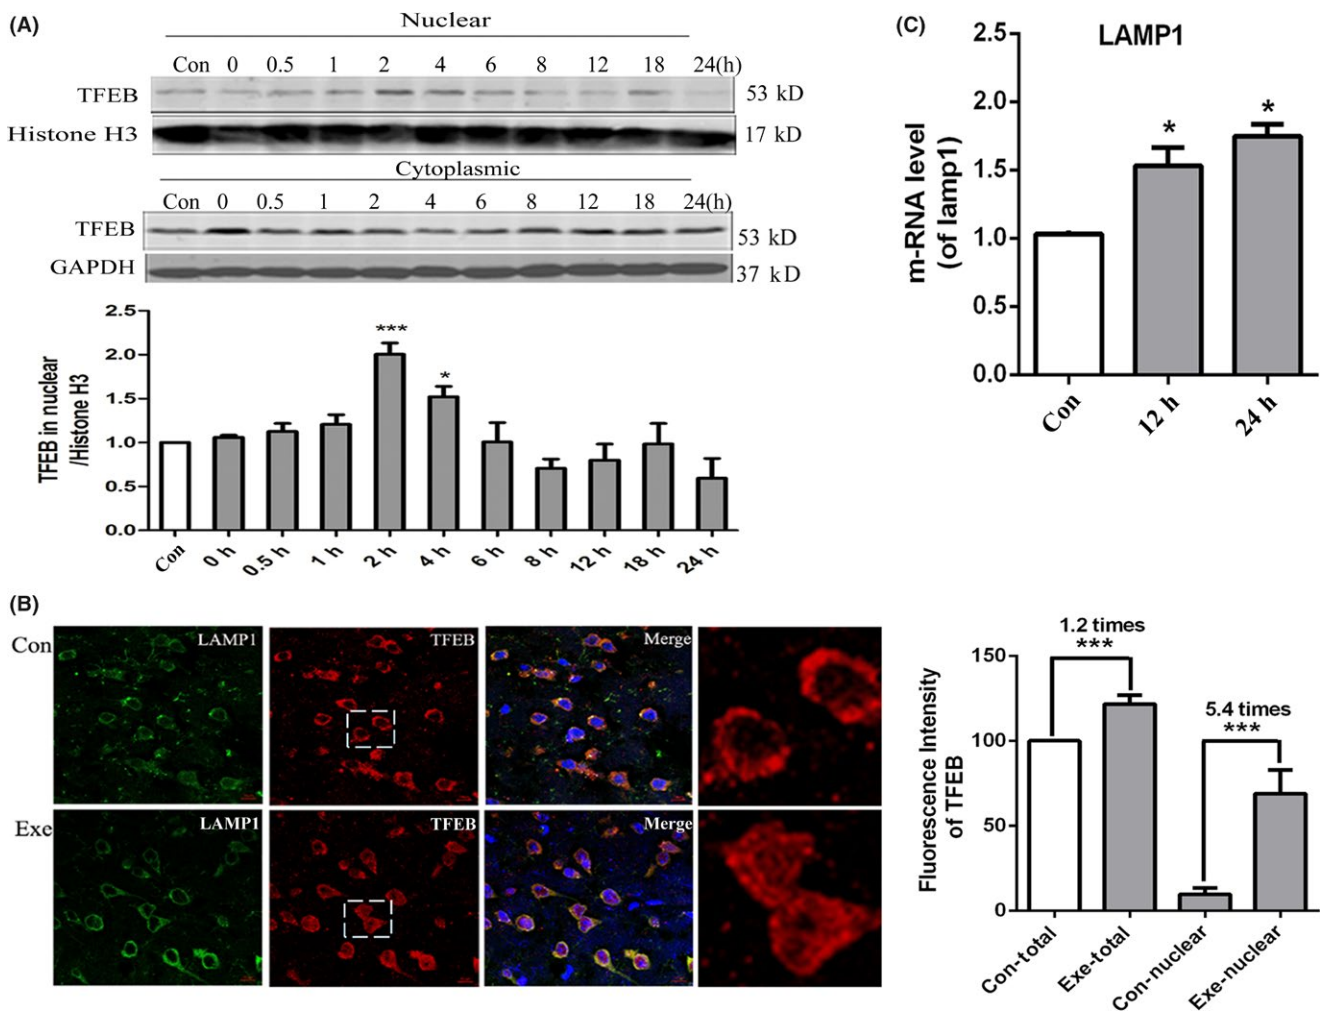 (A)
Nuclear
Con 0 0.5 1 2 4 6 8 12 18 24(h)
TFEB 53 kD
Histone H3 17 kD
Cytoplasmic
Con 0 0.5 1 2 4 6 8 12 18 24(h)
TFEB 53 kD
GAPDH 37 kD
TFEB in nuclear
/Histone H3
2.5
2.0
1.5
1.0
0.5
0.0
***
*
Con 0 h 0.5 h 1 h 2 h 4 h 6 h 8 h 12 h 18 h 24 h
(C)
LAMP1
m-RNA level
(of lamp1)
2.5
2.0
1.5
1.0
0.5
0.0
* *
Con 12 h 24 h
(B)
Con LAMP1 TFEB Merge
Exe LAMP1 TFEB Merge
Fluorescence Intensity
of TFEB
150
100
50
0
1.2 times
***
5.4 times
***
Con-total Exe-total Con-nuclear Exe-nuclear